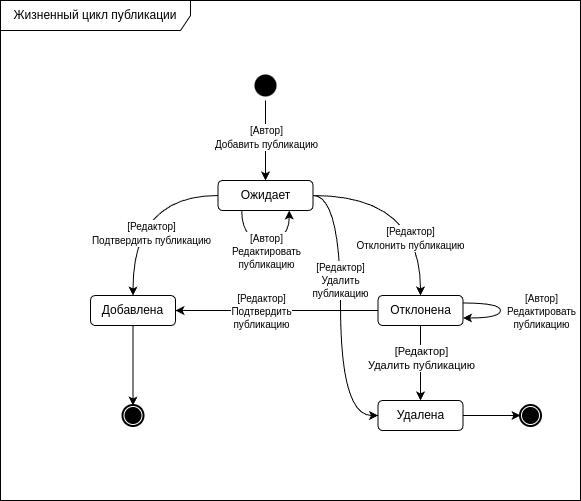 Жизненный цикл публикации
[Автор]
Добавить публикацию
Ожидает
[Редактор]
Подтвердить публикацию
[Автор]
Редактировать
публикацию
[Редактор]
Отклонить публикацию
[Редактор]
Удалить
публикацию
Добавлена
[Редактор]
Подтвердить
публикацию
Отклонена
[Автор]
Редактировать
публикацию
[Редактор]
Удалить публикацию
Удалена